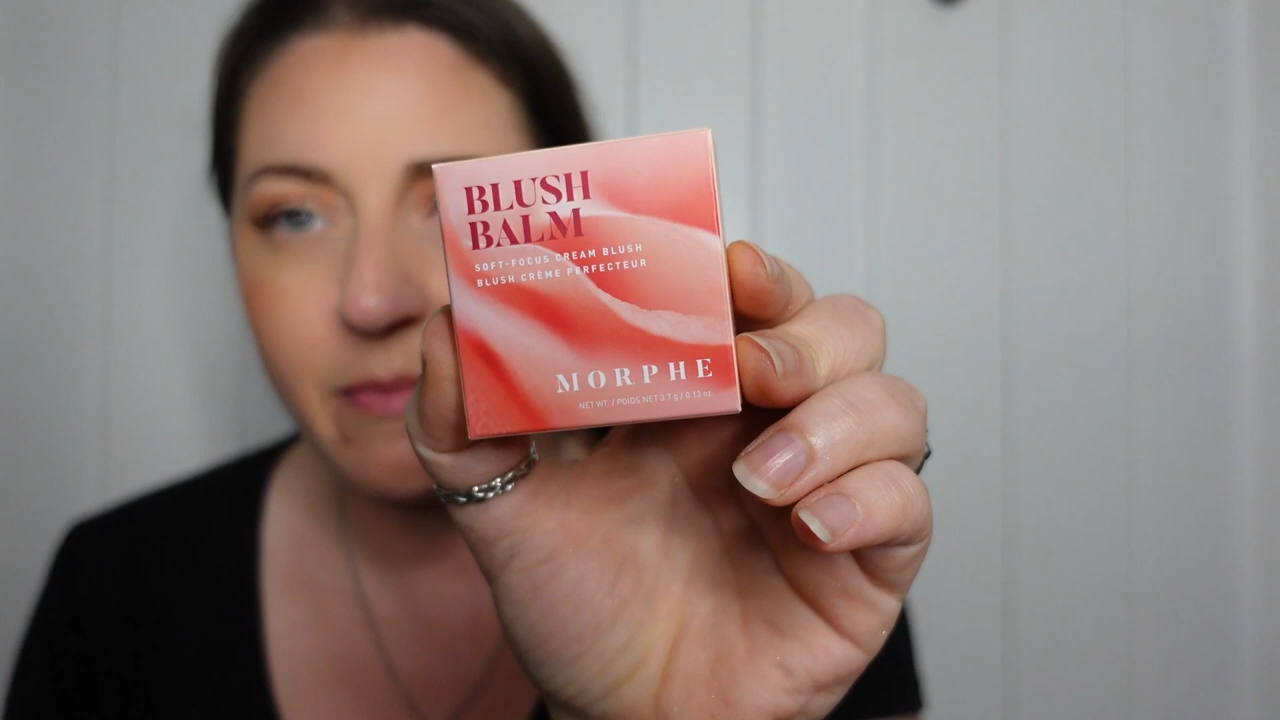 BLUSH
BALM
SOFT-FOCUS CREAM BLUSH
BLUSH CRÈME PERFECTEUR
MORPHE
NET WT. / POIDS NET 3.7 g / 0.13 oz.